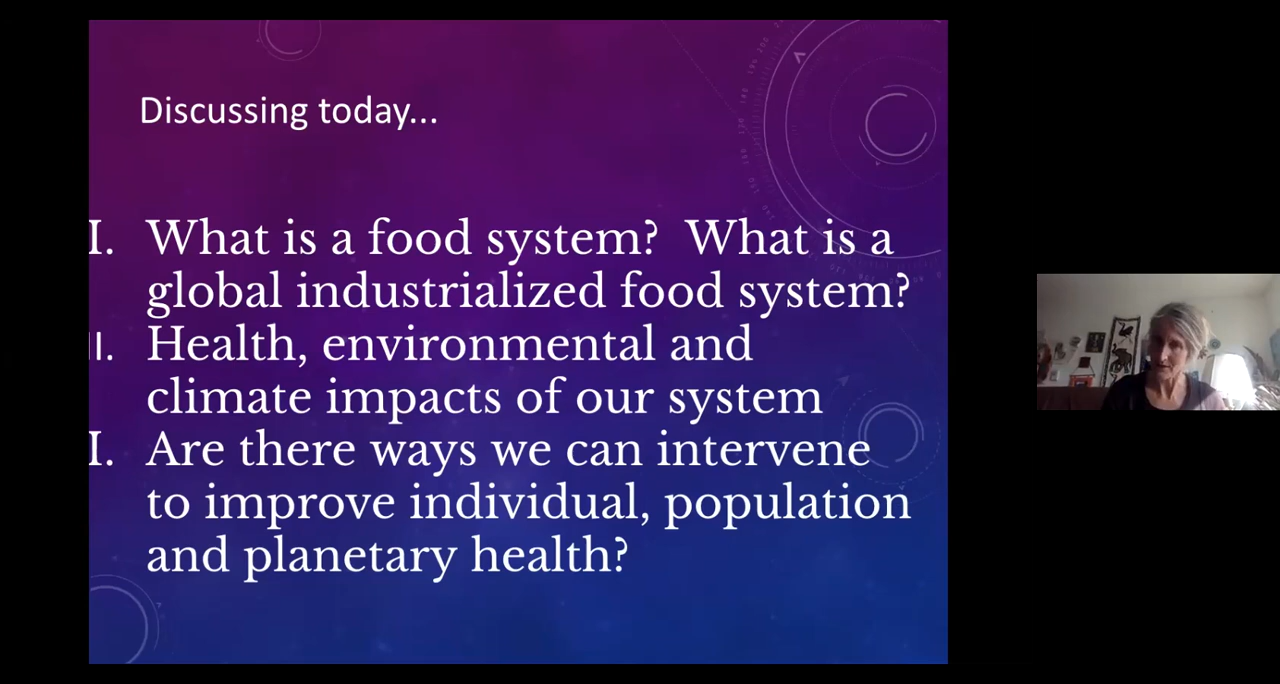 Discussing today...
I. What is a food system? What is a
global industrialized food system?
II. Health, environmental and
climate impacts of our system
I. Are there ways we can intervene
to improve individual, population
and planetary health?